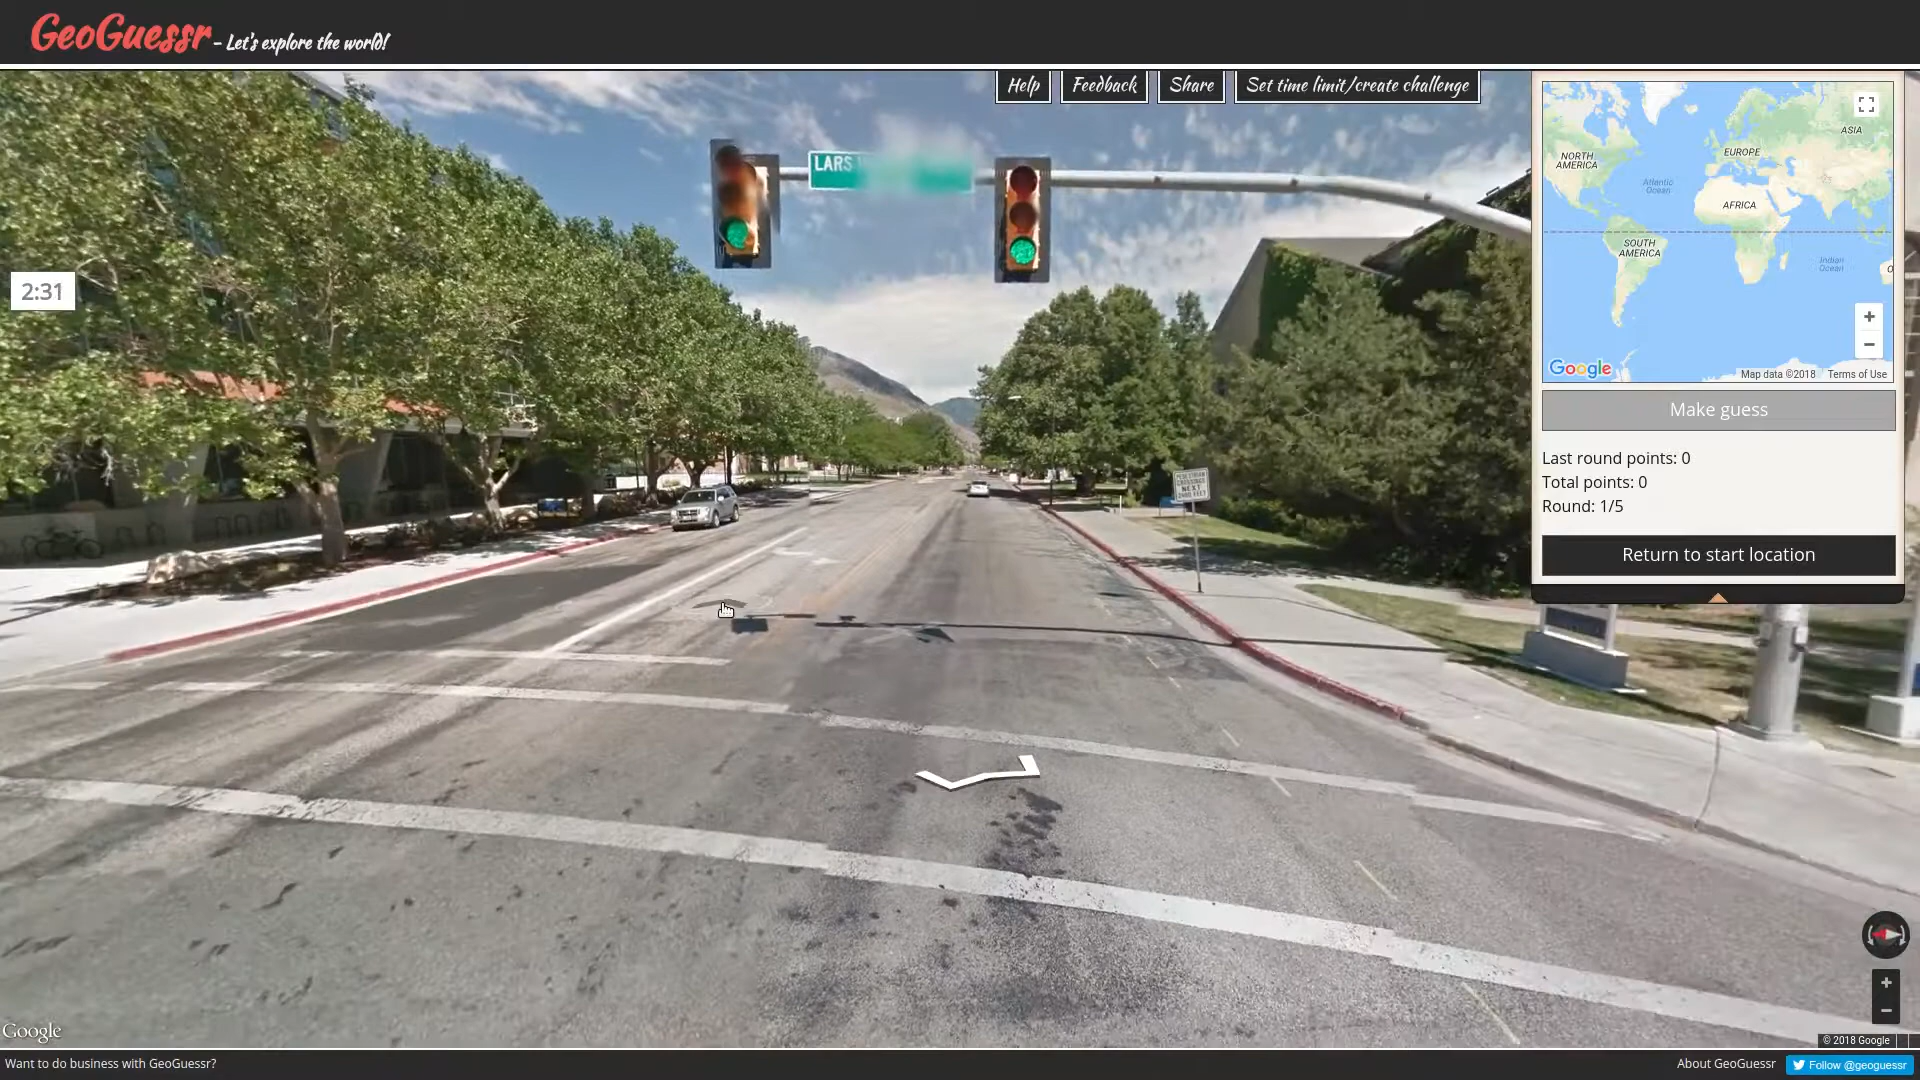 GeoGuessr - Let's explore the world!
Help
Feedback
Share
Set time limit/create challenge
LARS
2:31
PEDESTRIAN
CROSSINGS
NEXT
NORTH
AMERICA
Atlantic
Ocean
EUROPE
ASIA
AFRICA
SOUTH
AMERICA
Indian
Ocean
O
+
−
Google
Map data ©2018
Terms of Use
Make guess
Last round points: 0
Total points: 0
Round: 1/5
Return to start location
+
−
Google
© 2018 Google
Want to do business with GeoGuessr?
About GeoGuessr
Follow @geoguessr